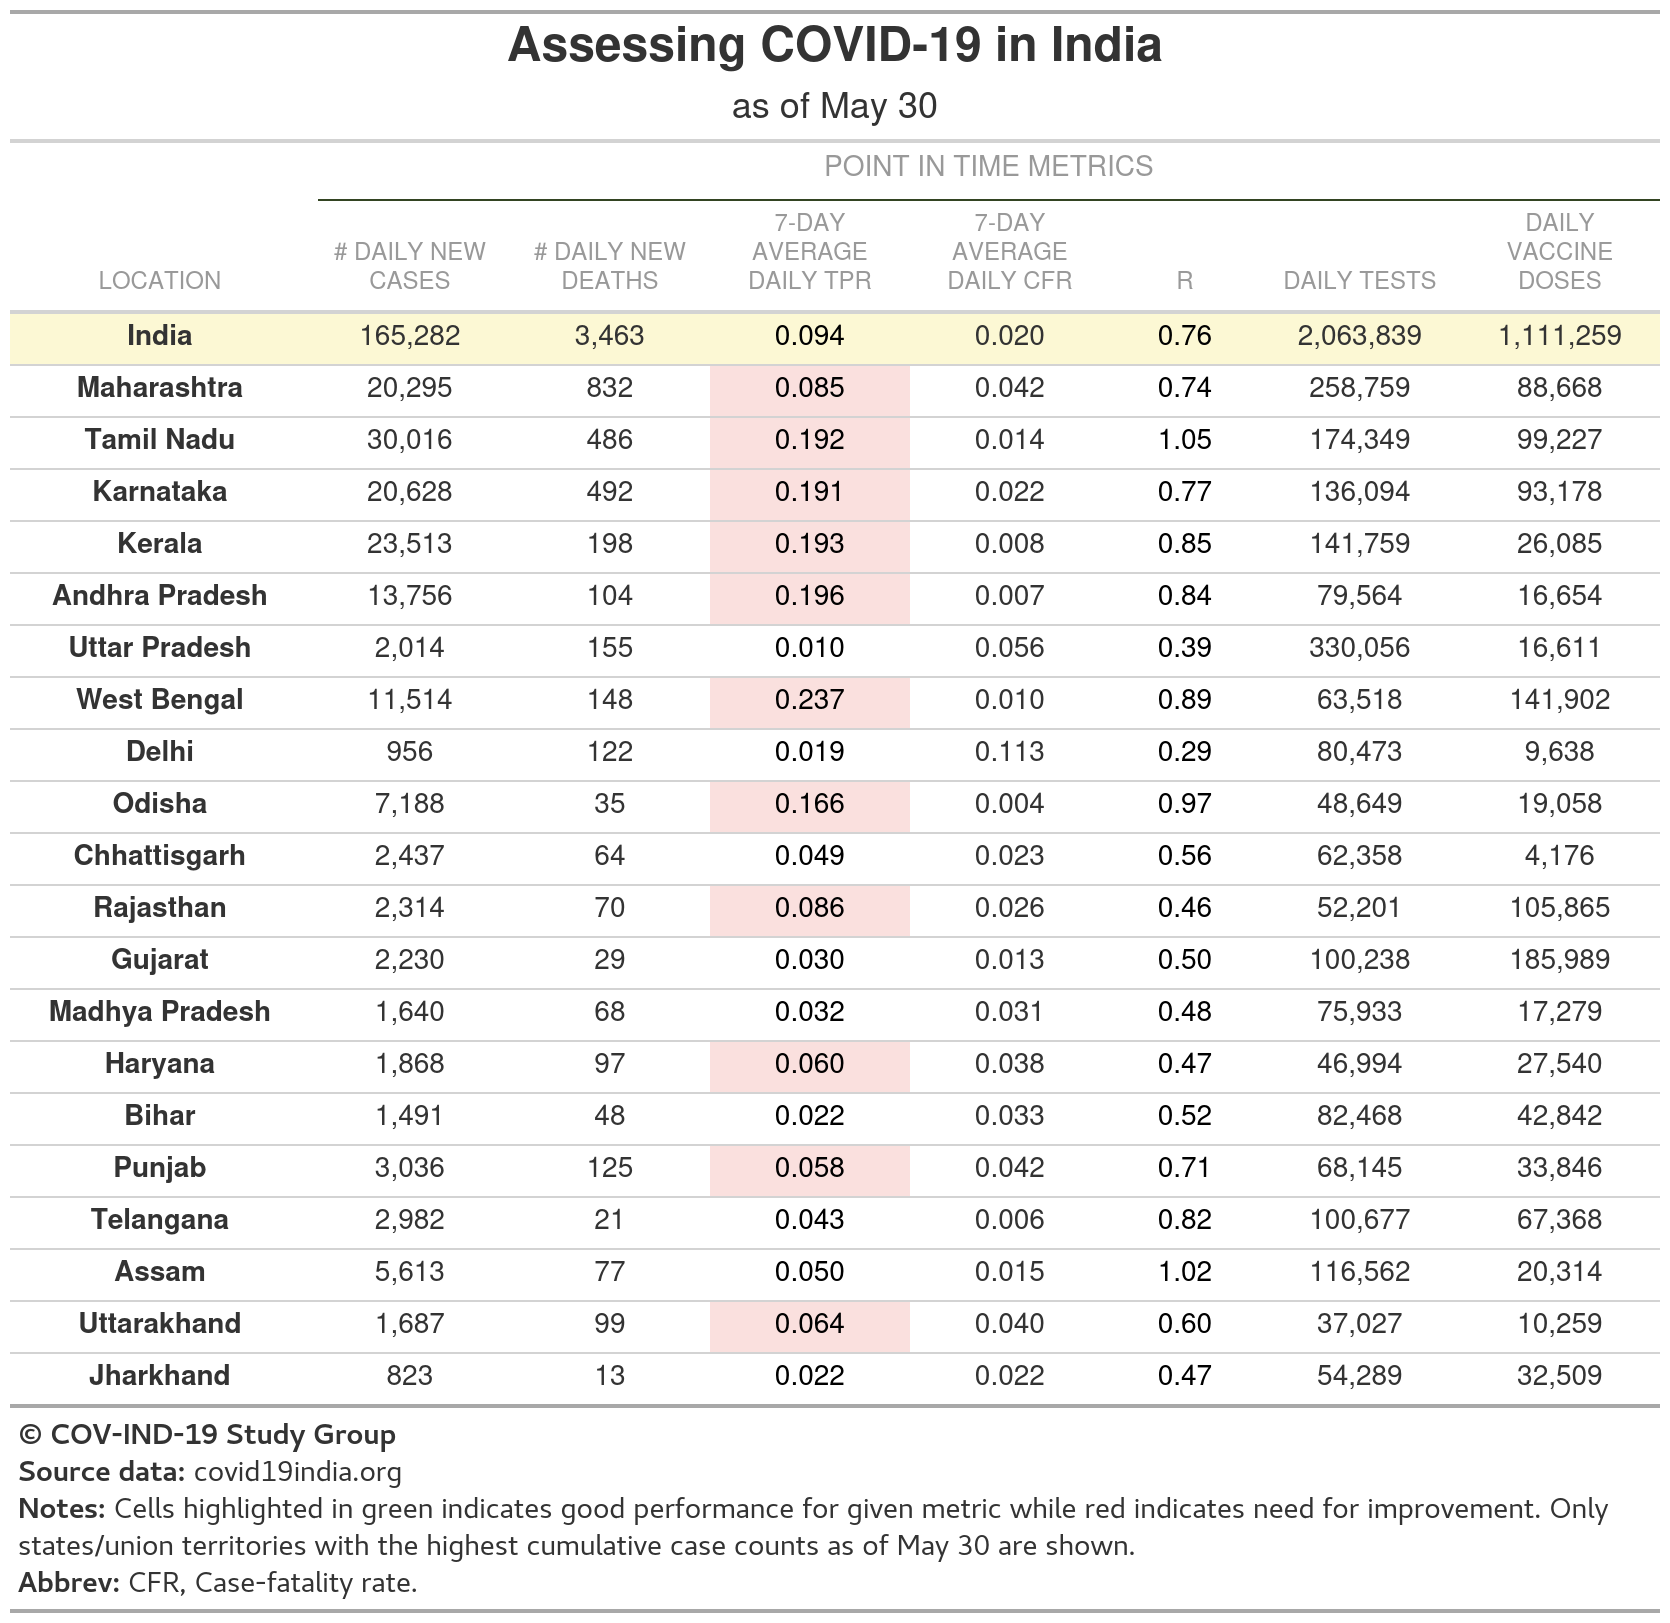 Assessing COVID-19 in India
as of May 30
POINT IN TIME METRICS
LOCATION # DAILY NEW CASES # DAILY NEW DEATHS 7-DAY AVERAGE DAILY TPR 7-DAY AVERAGE DAILY CFR R DAILY TESTS DAILY VACCINE DOSES
India 165,282 3,463 0.094 0.020 0.76 2,063,839 1,111,259
Maharashtra 20,295 832 0.085 0.042 0.74 258,759 88,668
Tamil Nadu 30,016 486 0.192 0.014 1.05 174,349 99,227
Karnataka 20,628 492 0.191 0.022 0.77 136,094 93,178
Kerala 23,513 198 0.193 0.008 0.85 141,759 26,085
Andhra Pradesh 13,756 104 0.196 0.007 0.84 79,564 16,654
Uttar Pradesh 2,014 155 0.010 0.056 0.39 330,056 16,611
West Bengal 11,514 148 0.237 0.010 0.89 63,518 141,902
Delhi 956 122 0.019 0.113 0.29 80,473 9,638
Odisha 7,188 35 0.166 0.004 0.97 48,649 19,058
Chhattisgarh 2,437 64 0.049 0.023 0.56 62,358 4,176
Rajasthan 2,314 70 0.086 0.026 0.46 52,201 105,865
Gujarat 2,230 29 0.030 0.013 0.50 100,238 185,989
Madhya Pradesh 1,640 68 0.032 0.031 0.48 75,933 17,279
Haryana 1,868 97 0.060 0.038 0.47 46,994 27,540
Bihar 1,491 48 0.022 0.033 0.52 82,468 42,842
Punjab 3,036 125 0.058 0.042 0.71 68,145 33,846
Telangana 2,982 21 0.043 0.006 0.82 100,677 67,368
Assam 5,613 77 0.050 0.015 1.02 116,562 20,314
Uttarakhand 1,687 99 0.064 0.040 0.60 37,027 10,259
Jharkhand 823 13 0.022 0.022 0.47 54,289 32,509
© COV-IND-19 Study Group
Source data: covid19india.org
Notes: Cells highlighted in green indicates good performance for given metric while red indicates need for improvement. Only
states/union territories with the highest cumulative case counts as of May 30 are shown.
Abbrev: CFR, Case-fatality rate.